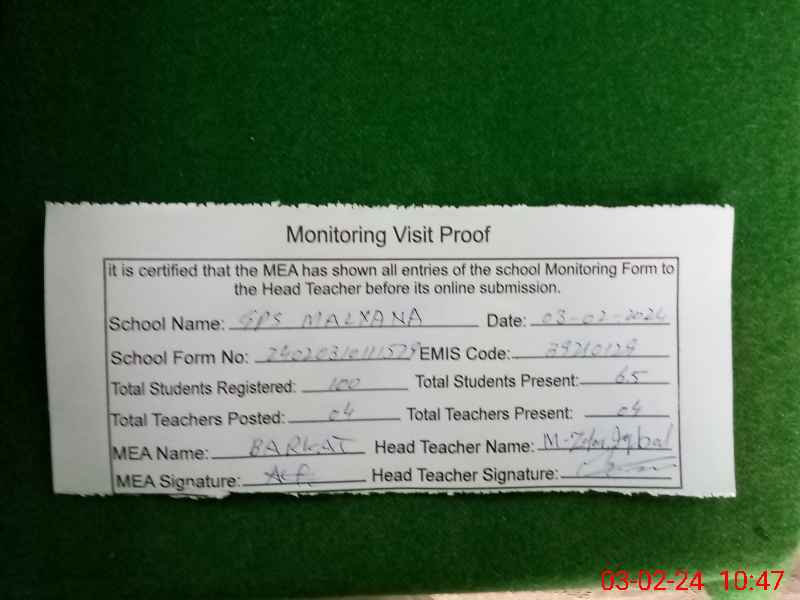 Monitoring Visit Proof
it is certified that the MEA has shown all entries of the school Monitoring Form to
the Head Teacher before its online submission.
School Name: GPS MALKANA Date: 03-02-2024
School Form No: EMIS Code:
Total Students Registered: 100 Total Students Present: 65
Total Teachers Posted: 04 Total Teachers Present: 04
MEA Name: BARKAT Head Teacher Name: M- Iqbal
MEA Signature: Head Teacher Signature:
03-02-24 10:47